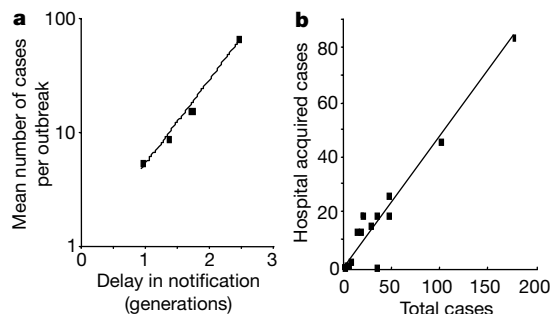 a
100
10
1
Mean number of cases
per outbreak
0 1 2 3
Delay in notification
(generations)
b
80
60
40
20
0
Hospital acquired cases
0 50 100 150 200
Total cases